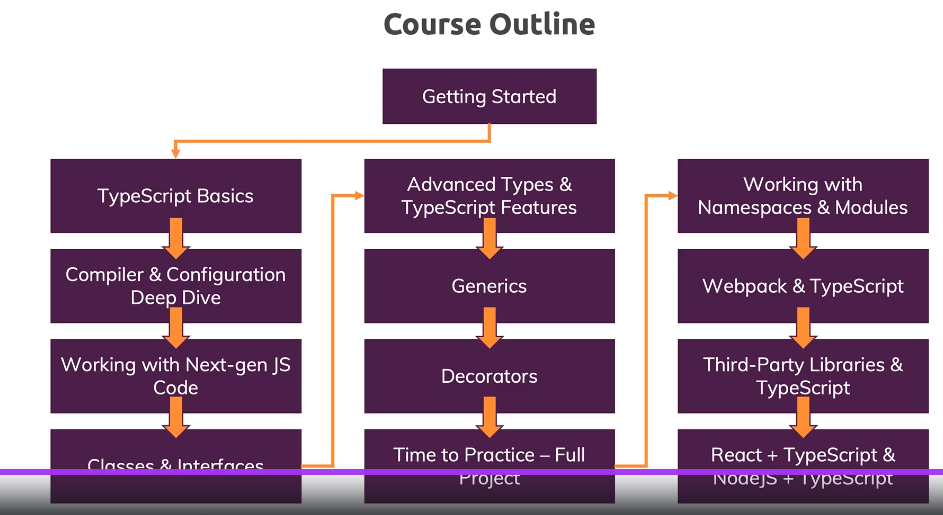 Course Outline
Getting Started
TypeScript Basics
Compiler & Configuration
Deep Dive
Working with Next-gen JS
Code
Classes & Interfaces
Advanced Types &
TypeScript Features
Generics
Decorators
Time to Practice – Full
Project
Working with
Namespaces & Modules
Webpack & TypeScript
Third-Party Libraries &
TypeScript
React + TypeScript &
NodeJS + TypeScript